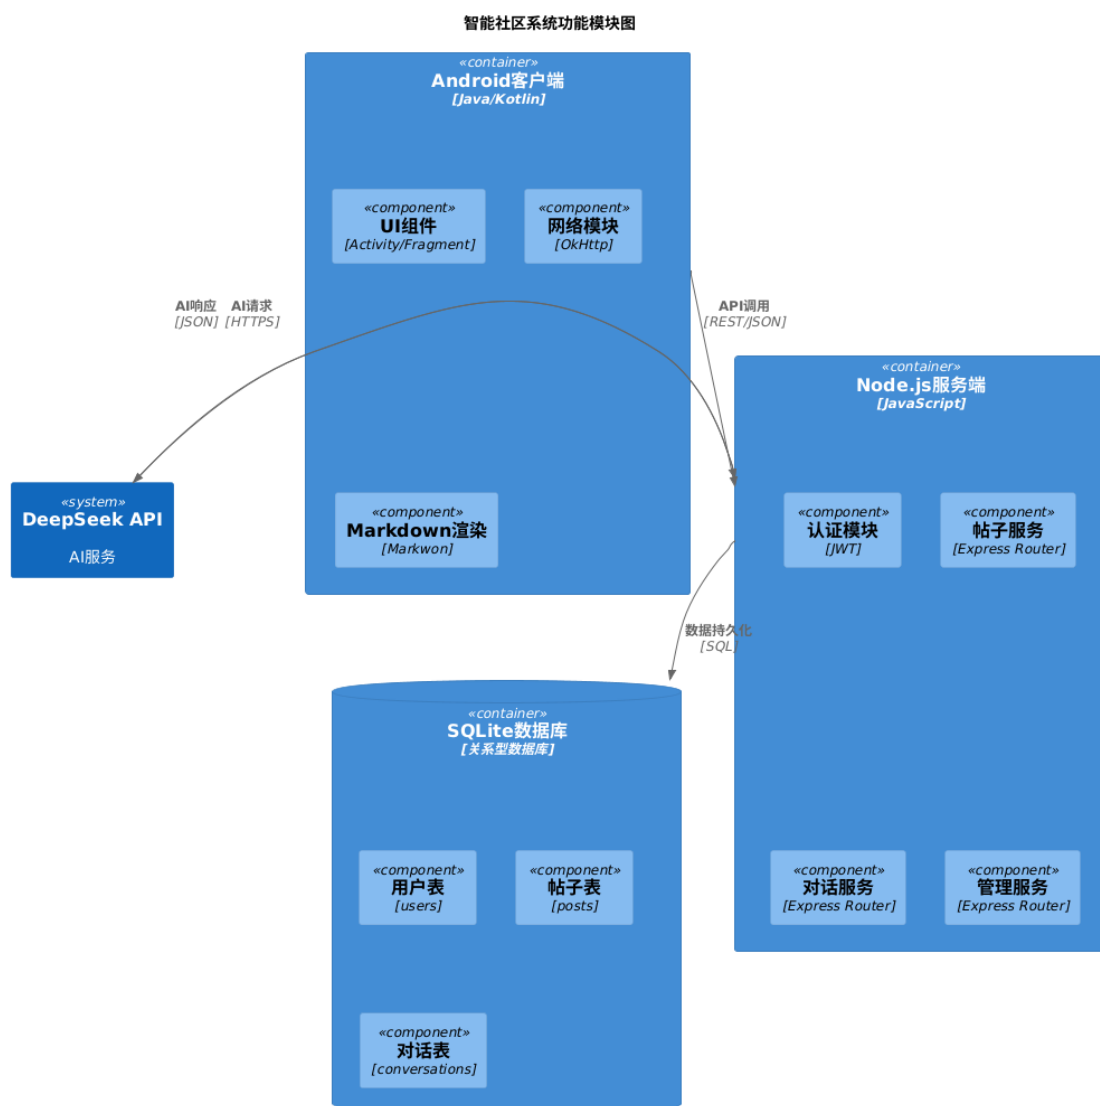 智能社区系统功能模块图
«container»
Android客户端
[Java/Kotlin]
«component»
UI组件
[Activity/Fragment]
«component»
网络模块
[OkHttp]
AI响应
[JSON]
AI请求
[HTTPS]
API调用
[REST/JSON]
«container»
Node.js服务端
[JavaScript]
«system»
DeepSeek API
AI服务
«component»
Markdown渲染
[Markwon]
«component»
认证模块
[JWT]
«component»
帖子服务
[Express Router]
数据持久化
[SQL]
«container»
SQLite数据库
[关系型数据库]
«component»
用户表
[users]
«component»
帖子表
[posts]
«component»
对话服务
[Express Router]
«component»
管理服务
[Express Router]
«component»
对话表
[conversations]